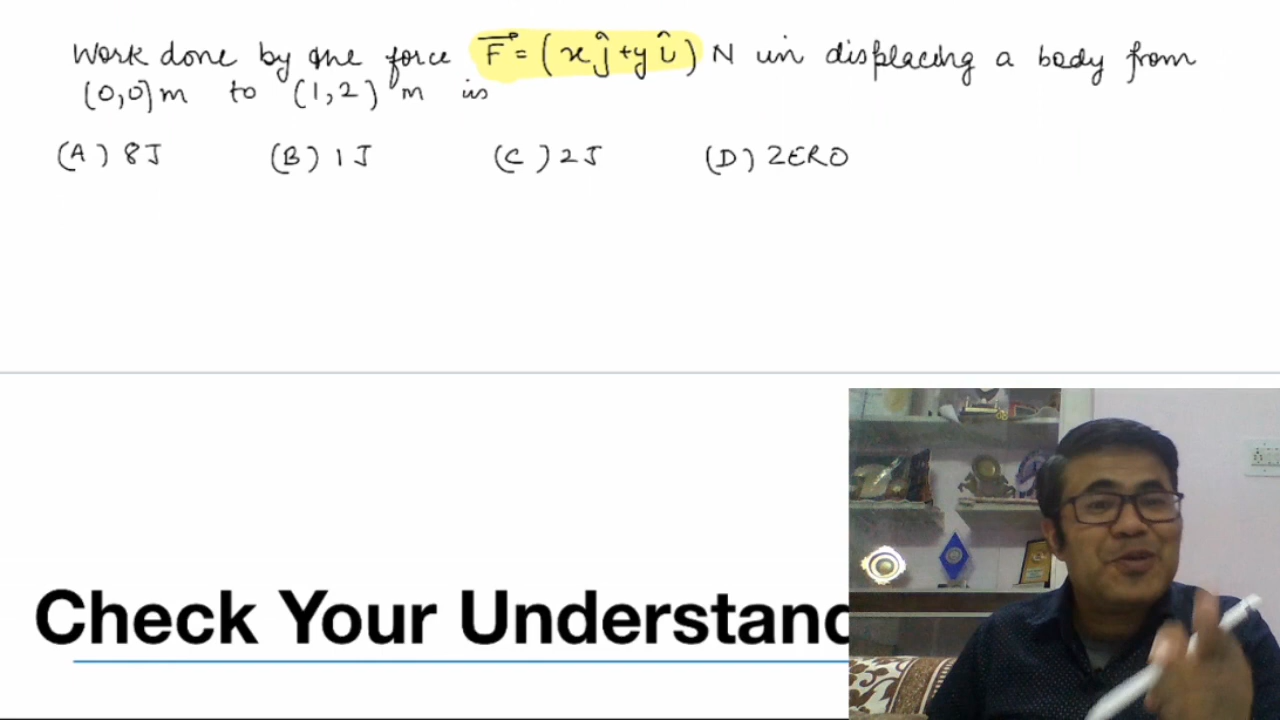 Work done by the force F⃗ = (x ĵ + y î) N in displacing a body from
(0,0)m to (1,2) m is
(A) 8J (B) 1J (C) 2J (D) ZERO
Check Your Understand